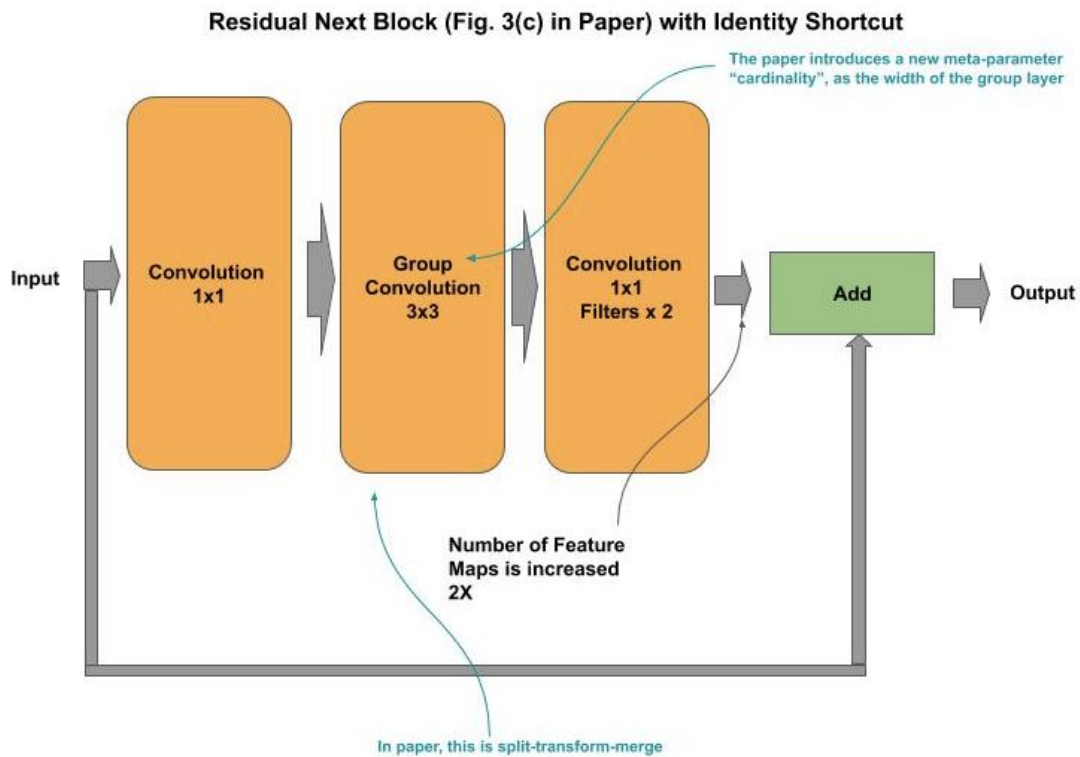 Residual Next Block (Fig. 3(c) in Paper) with Identity Shortcut
The paper introduces a new meta-parameter
“cardinality”, as the width of the group layer
Input
Convolution
1x1
Group
Convolution
3x3
Convolution
1x1
Filters x 2
Add
Output
Number of Feature
Maps is increased
2X
In paper, this is split-transform-merge